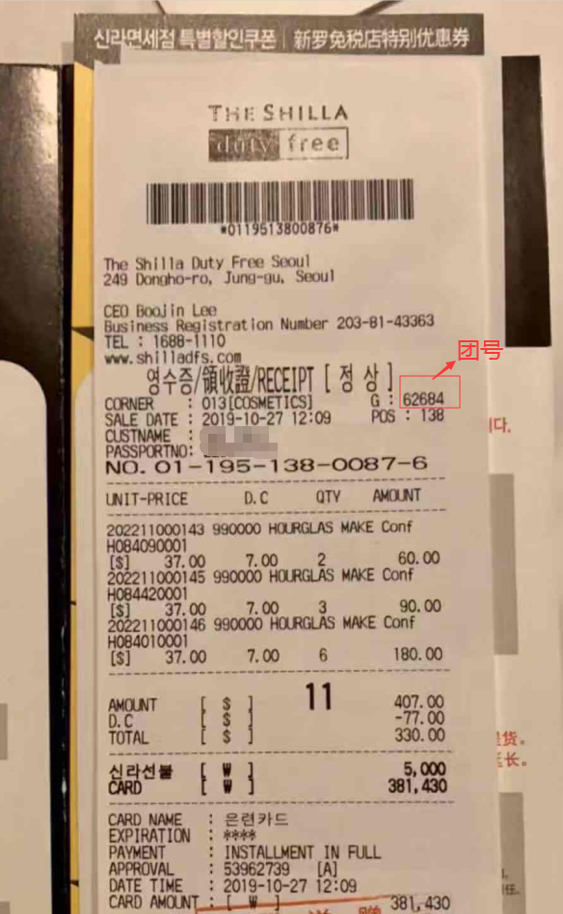 신라면세점 특별할인쿠폰 | 新罗免税店特别优惠券
THE SHILLA
duty free
*0119513800876*
The Shilla Duty Free Seoul
249 Dongho-ro, Jung-gu, Seoul
CEO Boojin Lee
Business Registration Number 203-81-43363
TEL : 1688-1110
www.shilladfs.com
团号
영수증/領收證/RECEIPT [ 정 상 ]
CORNER : 013[COSMETICS] G : 62684
SALE DATE : 2019-10-27 12:09 POS : 138
CUSTNAME :
PASSPORTNO:
NO. 01-195-138-0087-6
UNIT-PRICE D.C QTY AMOUNT
202211000143 990000 HOURGLAS MAKE Conf
H084090001
[$] 37.00 7.00 2 60.00
202211000145 990000 HOURGLAS MAKE Conf
H084420001
[$] 37.00 7.00 3 90.00
202211000146 990000 HOURGLAS MAKE Conf
H084010001
[$] 37.00 7.00 6 180.00
AMOUNT [ $ ] 11 407.00
D.C [ $ ] -77.00
TOTAL [ $ ] 330.00
신라선불 [ ₩ ] 5,000
CARD [ ₩ ] 381,430
CARD NAME : 은련카드
EXPIRATION : ****
PAYMENT : INSTALLMENT IN FULL
APPROVAL : 53962739 [A]
DATE TIME : 2019-10-27 12:09
CARD AMOUNT : [ ₩ ] 381,430
니다.
货。
延长。